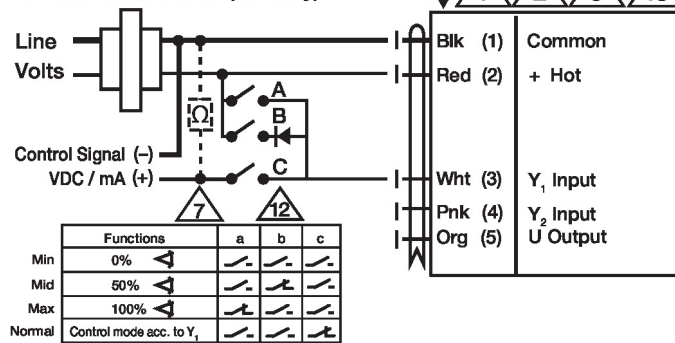 Line
Volts
Blk (1) Common
Red (2) + Hot
A
Ω
B
Control Signal (–)
C
VDC / mA (+)
Wht (3) Y₁ Input
7
12
Pnk (4) Y₂ Input
Org (5) U Output
Functions a b c
Min 0%
Mid 50%
Max 100%
Normal Control mode acc. to Y₁